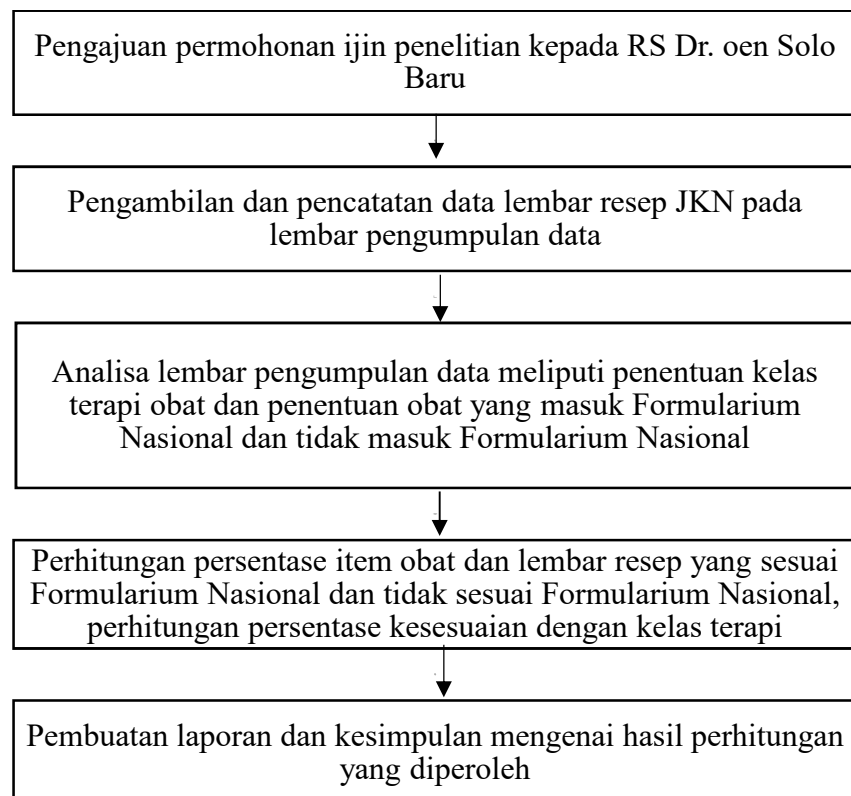 Pengajuan permohonan ijin penelitian kepada RS Dr. oen Solo
Baru
Pengambilan dan pencatatan data lembar resep JKN pada
lembar pengumpulan data
Analisa lembar pengumpulan data meliputi penentuan kelas
terapi obat dan penentuan obat yang masuk Formularium
Nasional dan tidak masuk Formularium Nasional
Perhitungan persentase item obat dan lembar resep yang sesuai
Formularium Nasional dan tidak sesuai Formularium Nasional,
perhitungan persentase kesesuaian dengan kelas terapi
Pembuatan laporan dan kesimpulan mengenai hasil perhitungan
yang diperoleh